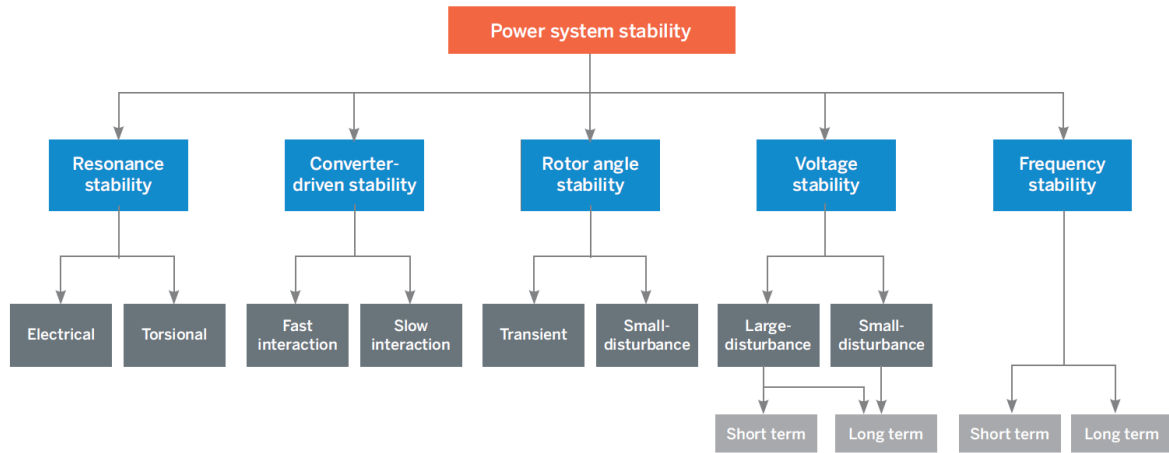 Power system stability
Resonance
stability
Converter-
driven stability
Rotor angle
stability
Voltage
stability
Frequency
stability
Electrical
Torsional
Fast
interaction
Slow
interaction
Transient
Small-
disturbance
Large-
disturbance
Small-
disturbance
Short term
Long term
Short term
Long term